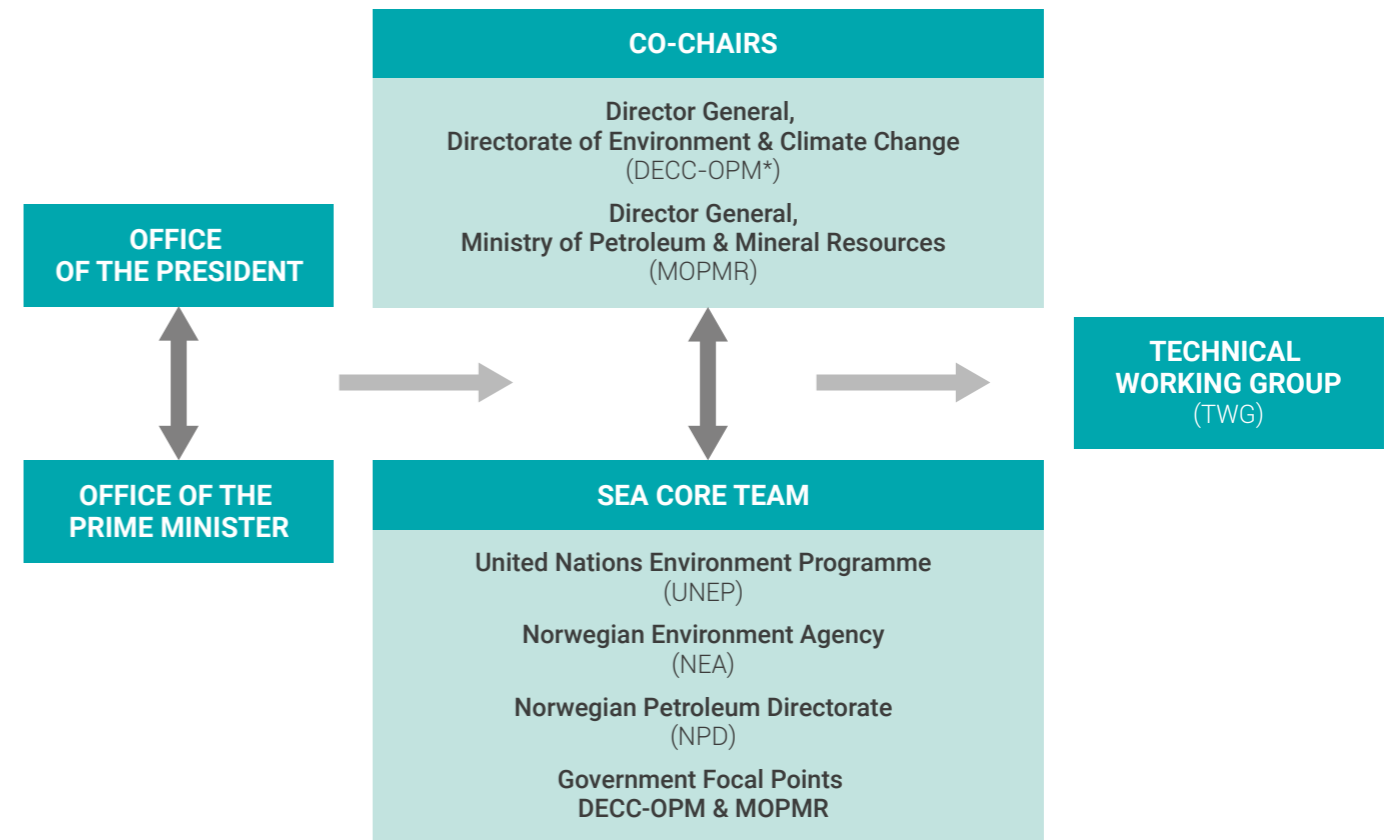 CO-CHAIRS
Director General,
Directorate of Environment & Climate Change
(DECC-OPM*)
Director General,
Ministry of Petroleum & Mineral Resources
(MOPMR)
OFFICE
OF THE PRESIDENT
OFFICE OF THE
PRIME MINISTER
SEA CORE TEAM
United Nations Environment Programme
(UNEP)
Norwegian Environment Agency
(NEA)
Norwegian Petroleum Directorate
(NPD)
Government Focal Points
DECC-OPM & MOPMR
TECHNICAL
WORKING GROUP
(TWG)